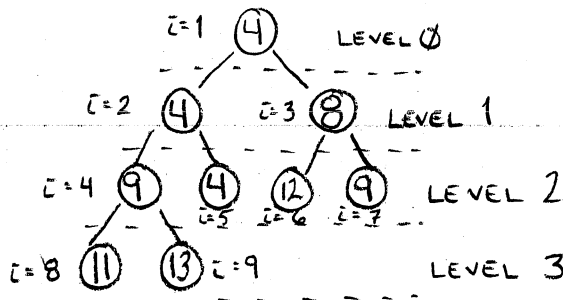 i=1 4 LEVEL 0
i=2 4 i=3 8 LEVEL 1
i=4 9 4 12 9 LEVEL 2
i=5 i=6 i=7
i=8 11 13 i=9 LEVEL 3